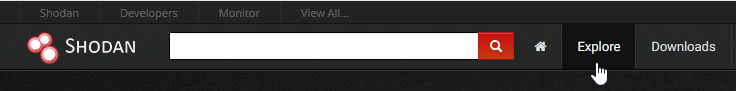 Shodan Developers Monitor View All...
SHODAN Explore Downloads